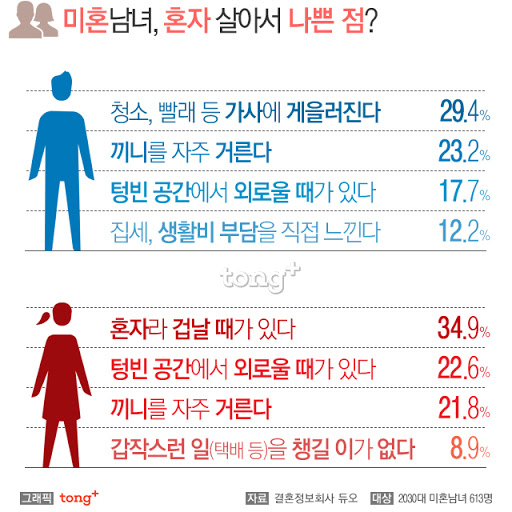 미혼남녀, 혼자 살아서 나쁜 점?
청소, 빨래 등 가사에 게을러진다 29.4%
끼니를 자주 거른다 23.2%
텅빈 공간에서 외로울 때가 있다 17.7%
집세, 생활비 부담을 직접 느낀다 12.2%
tong+
혼자라 겁날 때가 있다 34.9%
텅빈 공간에서 외로울 때가 있다 22.6%
끼니를 자주 거른다 21.8%
갑작스런 일(택배 등)을 챙길 이가 없다 8.9%
그래픽 tong+ 자료 결혼정보회사 듀오 대상 2030대 미혼남녀 613명